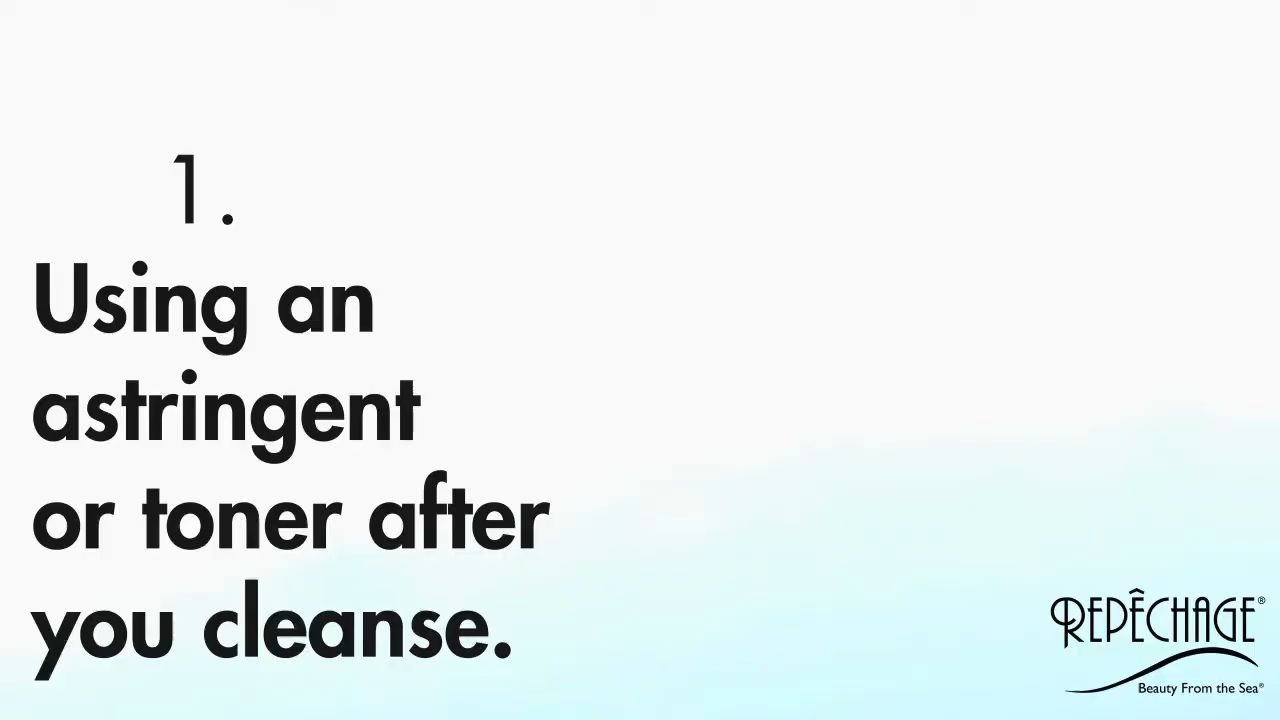 1.
Using an
astringent
or toner after
you cleanse.
REPÊCHAGE®
Beauty From the Sea®